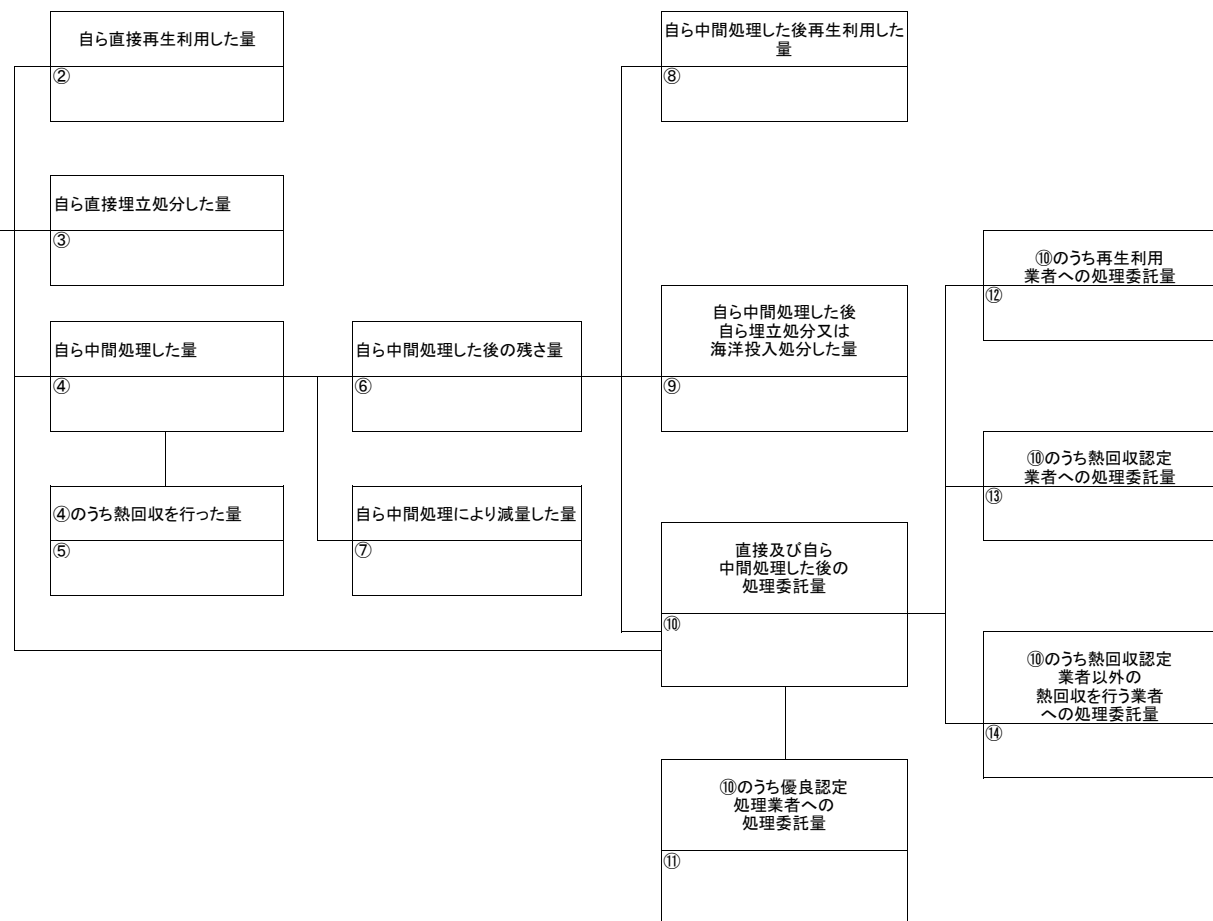 自ら直接再生利用した量
②
自ら直接埋立処分した量
③
自ら中間処理した量
④
④のうち熱回収を行った量
⑤
自ら中間処理した後の残さ量
⑥
自ら中間処理により減量した量
⑦
自ら中間処理した後再生利用した
量
⑧
自ら中間処理した後
自ら埋立処分又は
海洋投入処分した量
⑨
直接及び自ら
中間処理した後の
処理委託量
⑩
⑩のうち優良認定
処理業者への
処理委託量
⑪
⑩のうち再生利用
業者への処理委託量
⑫
⑩のうち熱回収認定
業者への処理委託量
⑬
⑩のうち熱回収認定
業者以外の
熱回収を行う業者
への処理委託量
⑭